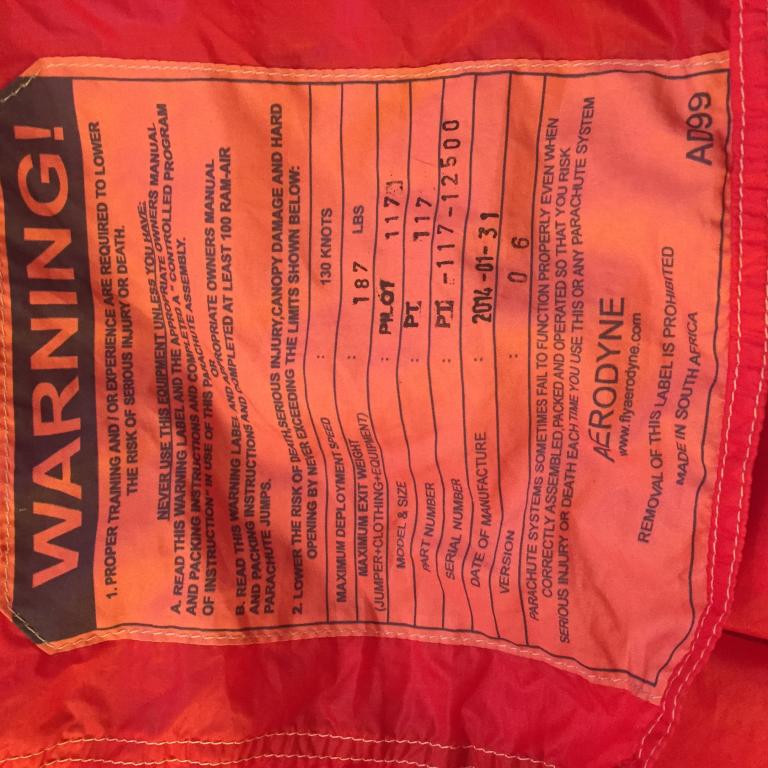 WARNING!
1. PROPER TRAINING AND / OR EXPERIENCE ARE REQUIRED TO LOWER
THE RISK OF SERIOUS INJURY OR DEATH.
NEVER USE THIS EQUIPMENT UNLESS YOU HAVE:
A. READ THIS WARNING LABEL AND THE APPROPRIATE OWNERS MANUAL
AND PACKING INSTRUCTIONS AND COMPLETED A "CONTROLLED PROGRAM
OF INSTRUCTION" IN USE OF THIS PARACHUTE ASSEMBLY.
OR
B. READ THIS WARNING LABEL AND APPROPRIATE OWNERS MANUAL
AND PACKING INSTRUCTIONS AND COMPLETED AT LEAST 100 RAM-AIR
PARACHUTE JUMPS.
2. LOWER THE RISK OF DEATH,SERIOUS INJURY,CANOPY DAMAGE AND HARD
OPENING BY NEVER EXCEEDING THE LIMITS SHOWN BELOW:
MAXIMUM DEPLOYMENT SPEED : 130 KNOTS
MAXIMUM EXIT WEIGHT : 187 LBS
(JUMPER+CLOTHING+EQUIPMENT)
MODEL & SIZE : PILOT
PART NUMBER : 117
SERIAL NUMBER : -117-12500
DATE OF MANUFACTURE : 2014-01-31
VERSION : 06
PARACHUTE SYSTEMS SOMETIMES FAIL TO FUNCTION PROPERLY EVEN WHEN
CORRECTLY ASSEMBLED,PACKED AND OPERATED SO THAT YOU RISK
SERIOUS INJURY OR DEATH EACH TIME YOU USE THIS OR ANY PARACHUTE SYSTEM
AERODYNE
www.flyaerodyne.com
REMOVAL OF THIS LABEL IS PROHIBITED
MADE IN SOUTH AFRICA
AD99